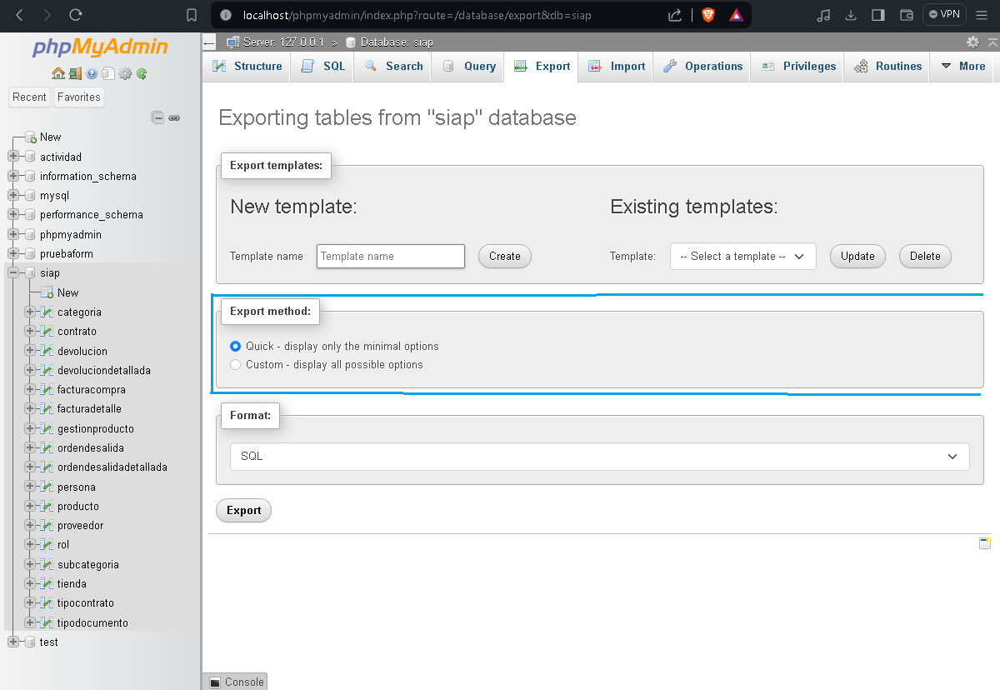 localhost/phpmyadmin/index.php?route=/database/export&db=siap
VPN
phpMyAdmin
Recent
Favorites
New
actividad
information_schema
mysql
performance_schema
phpmyadmin
pruebaform
siap
New
categoria
contrato
devolucion
devoluciondetallada
facturacompra
facturadetalle
gestionproducto
ordendesalida
ordendesalidadetallada
persona
producto
proveedor
rol
subcategoria
tienda
tipocontrato
tipodocumento
test
Server: 127.0.0.1 » Database: siap
Structure SQL Search Query Export Import Operations Privileges Routines More
Exporting tables from "siap" database
Export templates:
New template:
Template name Template name Create
Existing templates:
Template: -- Select a template -- Update Delete
Export method:
Quick - display only the minimal options
Custom - display all possible options
Format:
SQL
Export
Console